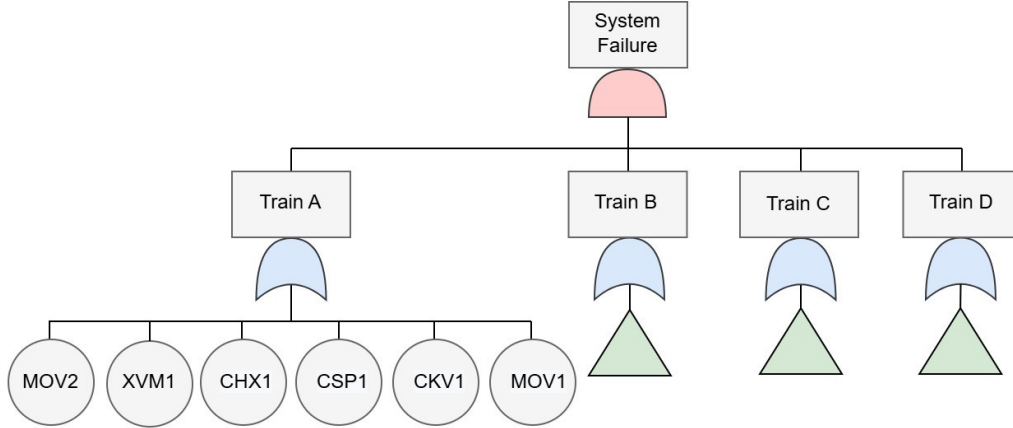 System
Failure
Train A
Train B
Train C
Train D
MOV2
XVM1
CHX1
CSP1
CKV1
MOV1